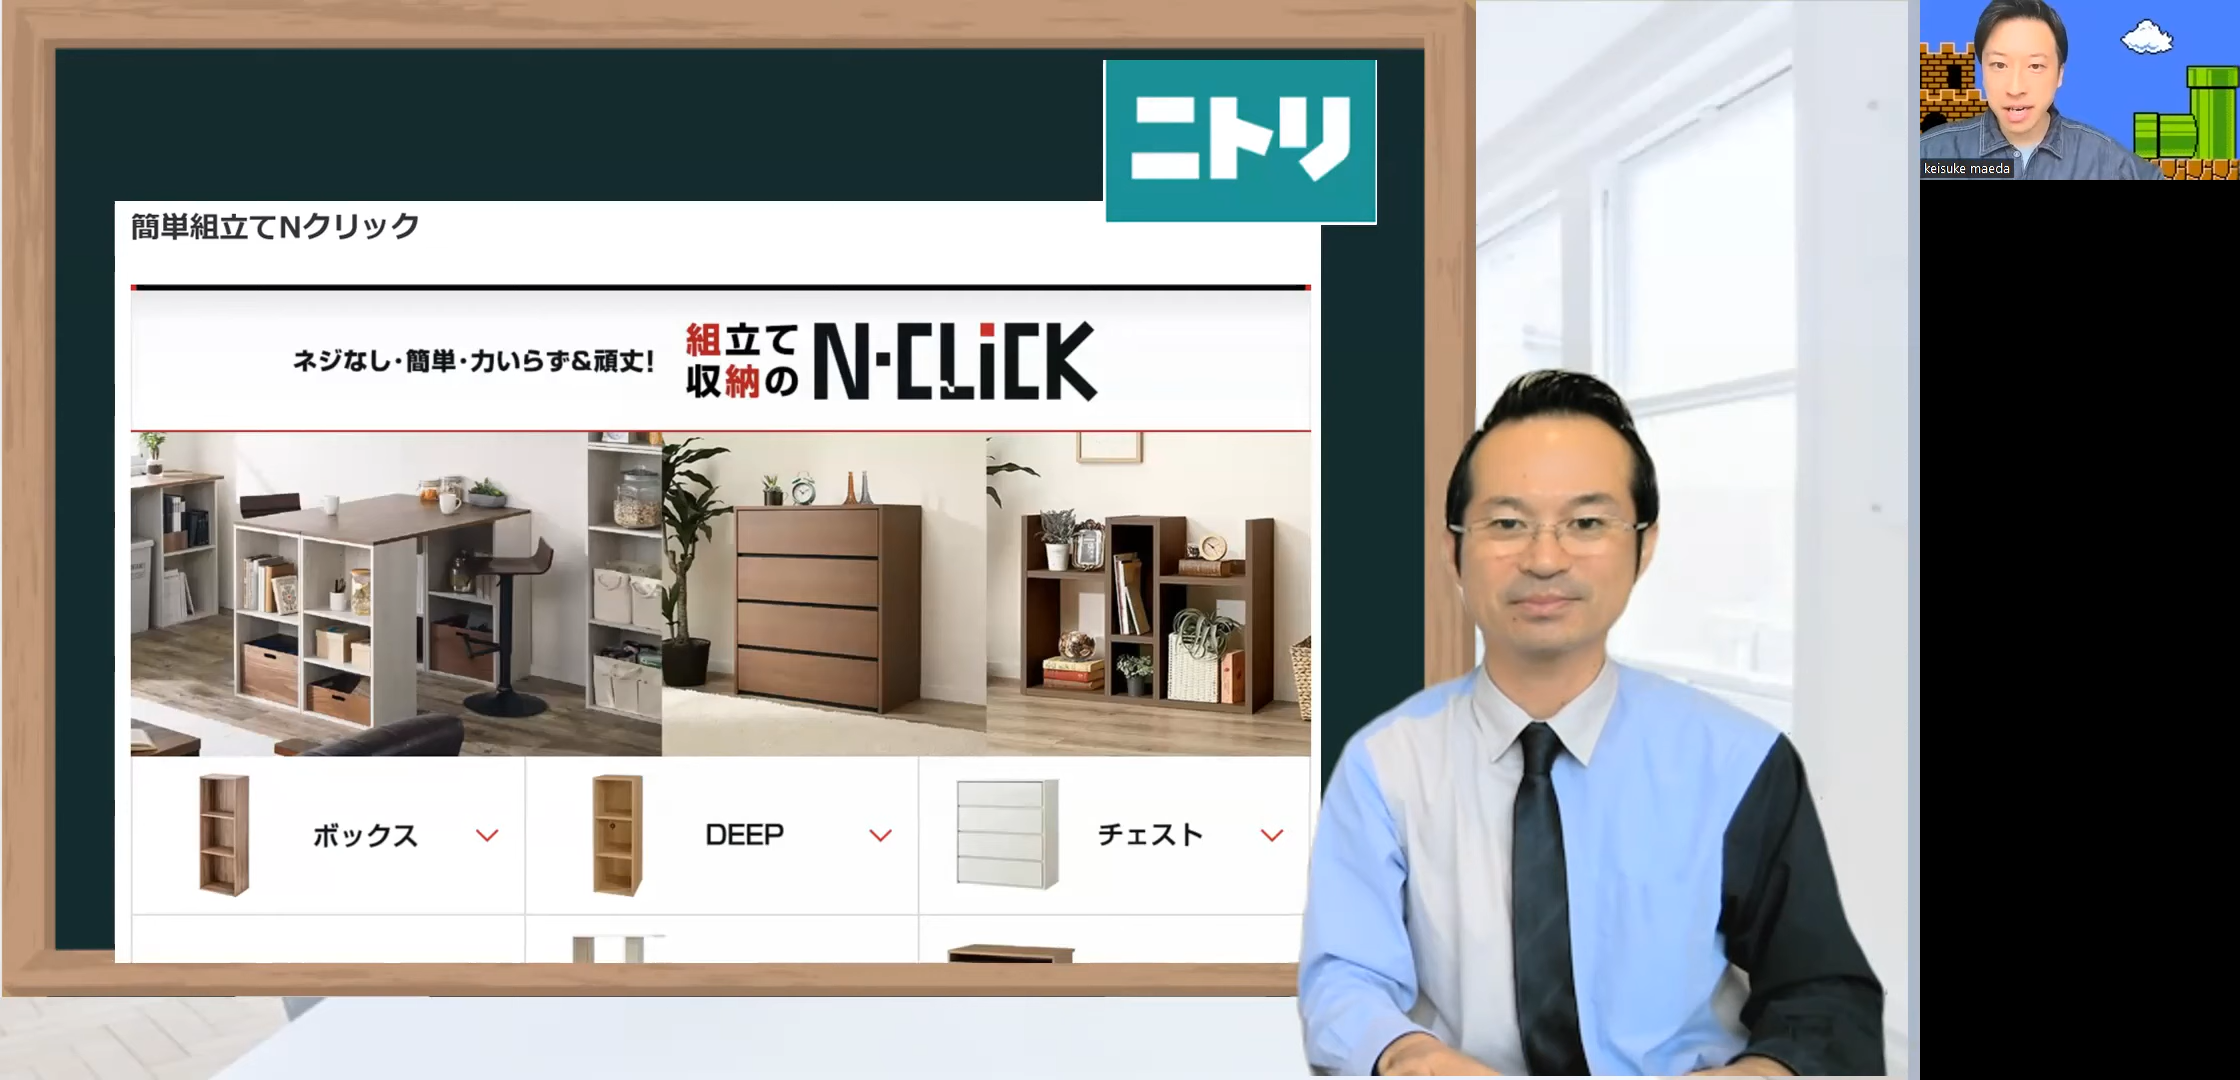 ニトリ
簡単組立てNクリック
ネジなし・簡単・力いらず&頑丈!
組立て
収納の
N-CLiCK
ボックス
DEEP
チェスト
keisuke maeda